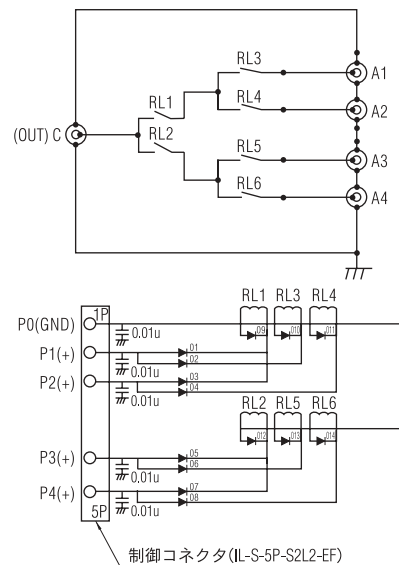 RL3
A1
RL1
RL4
A2
(OUT) C
RL2
RL5
A3
RL6
A4
RL1 RL3 RL4
1P
P0(GND)
0.01u
D9 D10 D11
P1(+)
D1
0.01u
D2
P2(+)
D3
0.01u
D4
RL2 RL5 RL6
D12 D13 D14
P3(+)
D5
0.01u
D6
P4(+)
D7
0.01u
D8
5P
制御コネクタ(IL-S-5P-S2L2-EF)